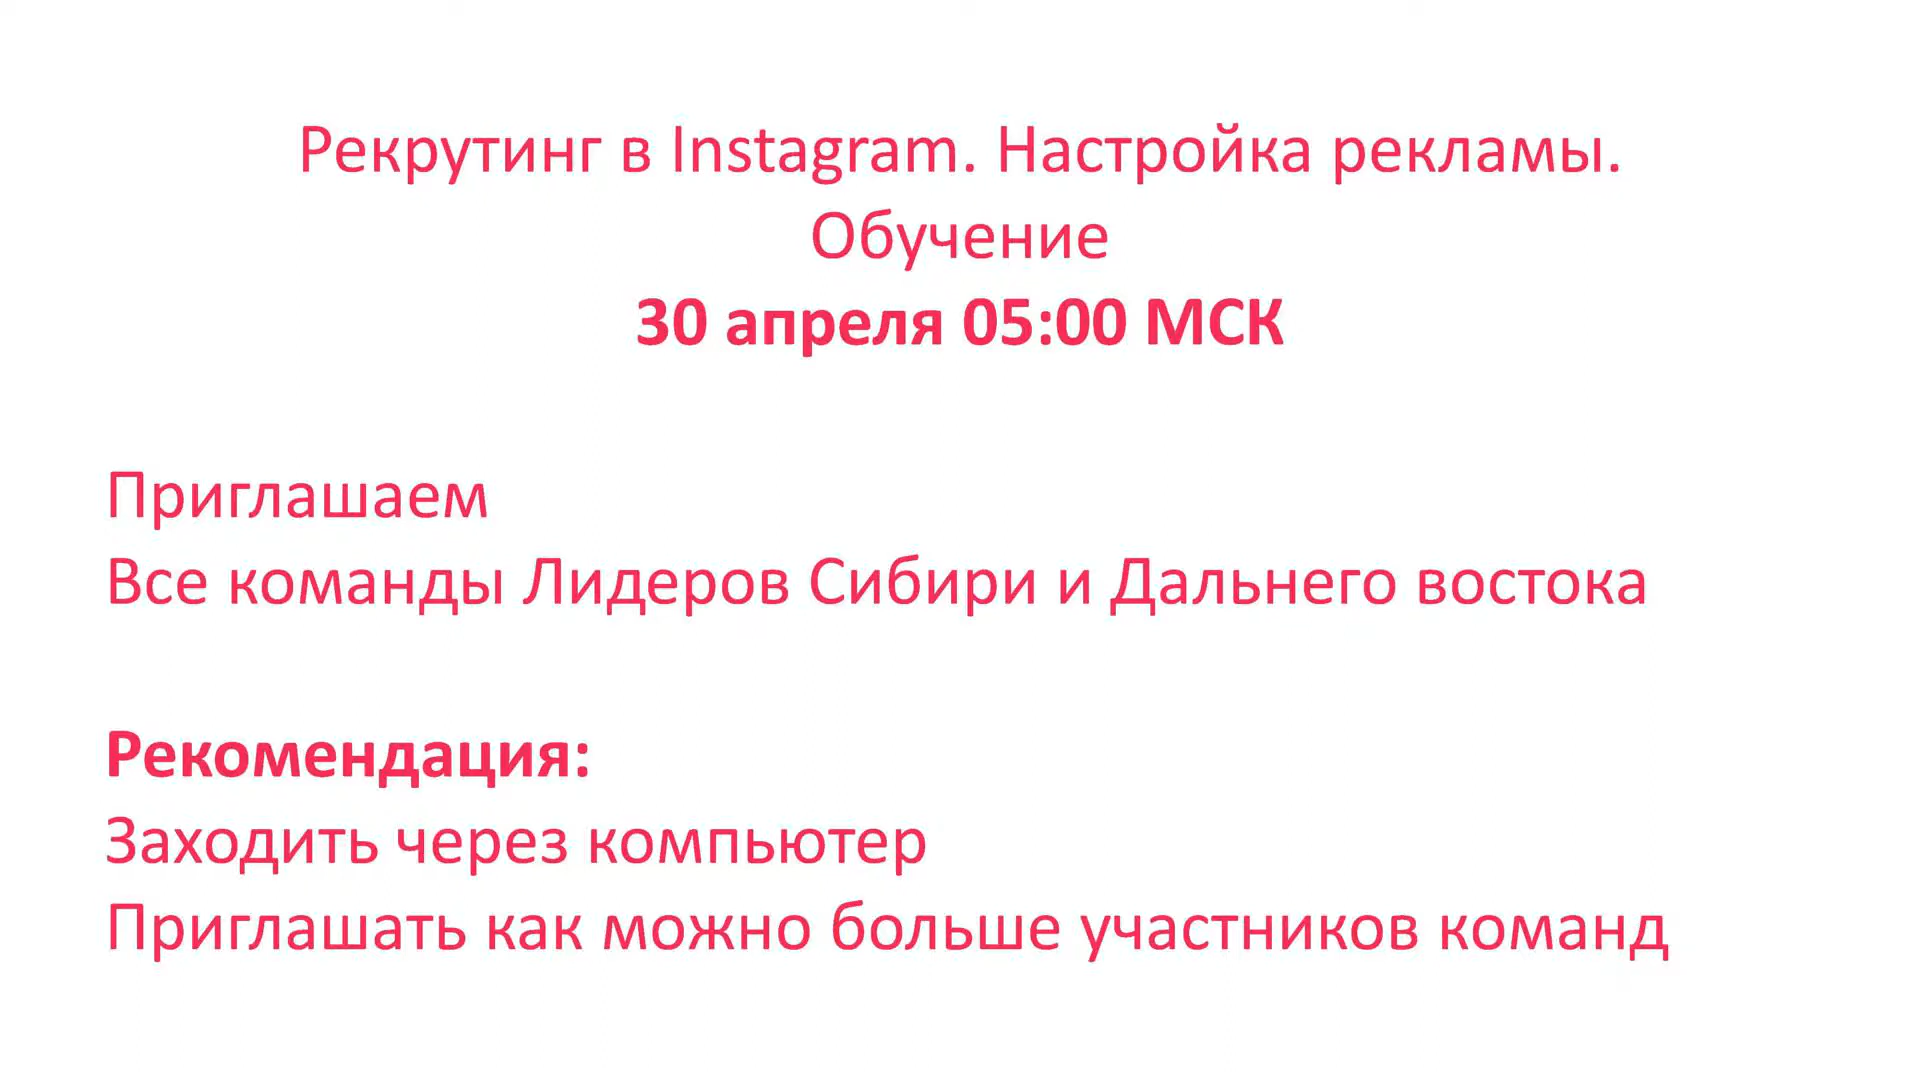 Рекрутинг в Instagram. Настройка рекламы.
Обучение
30 апреля 05:00 МСК
Приглашаем
Все команды Лидеров Сибири и Дальнего востока
Рекомендация:
Заходить через компьютер
Приглашать как можно больше участников команд